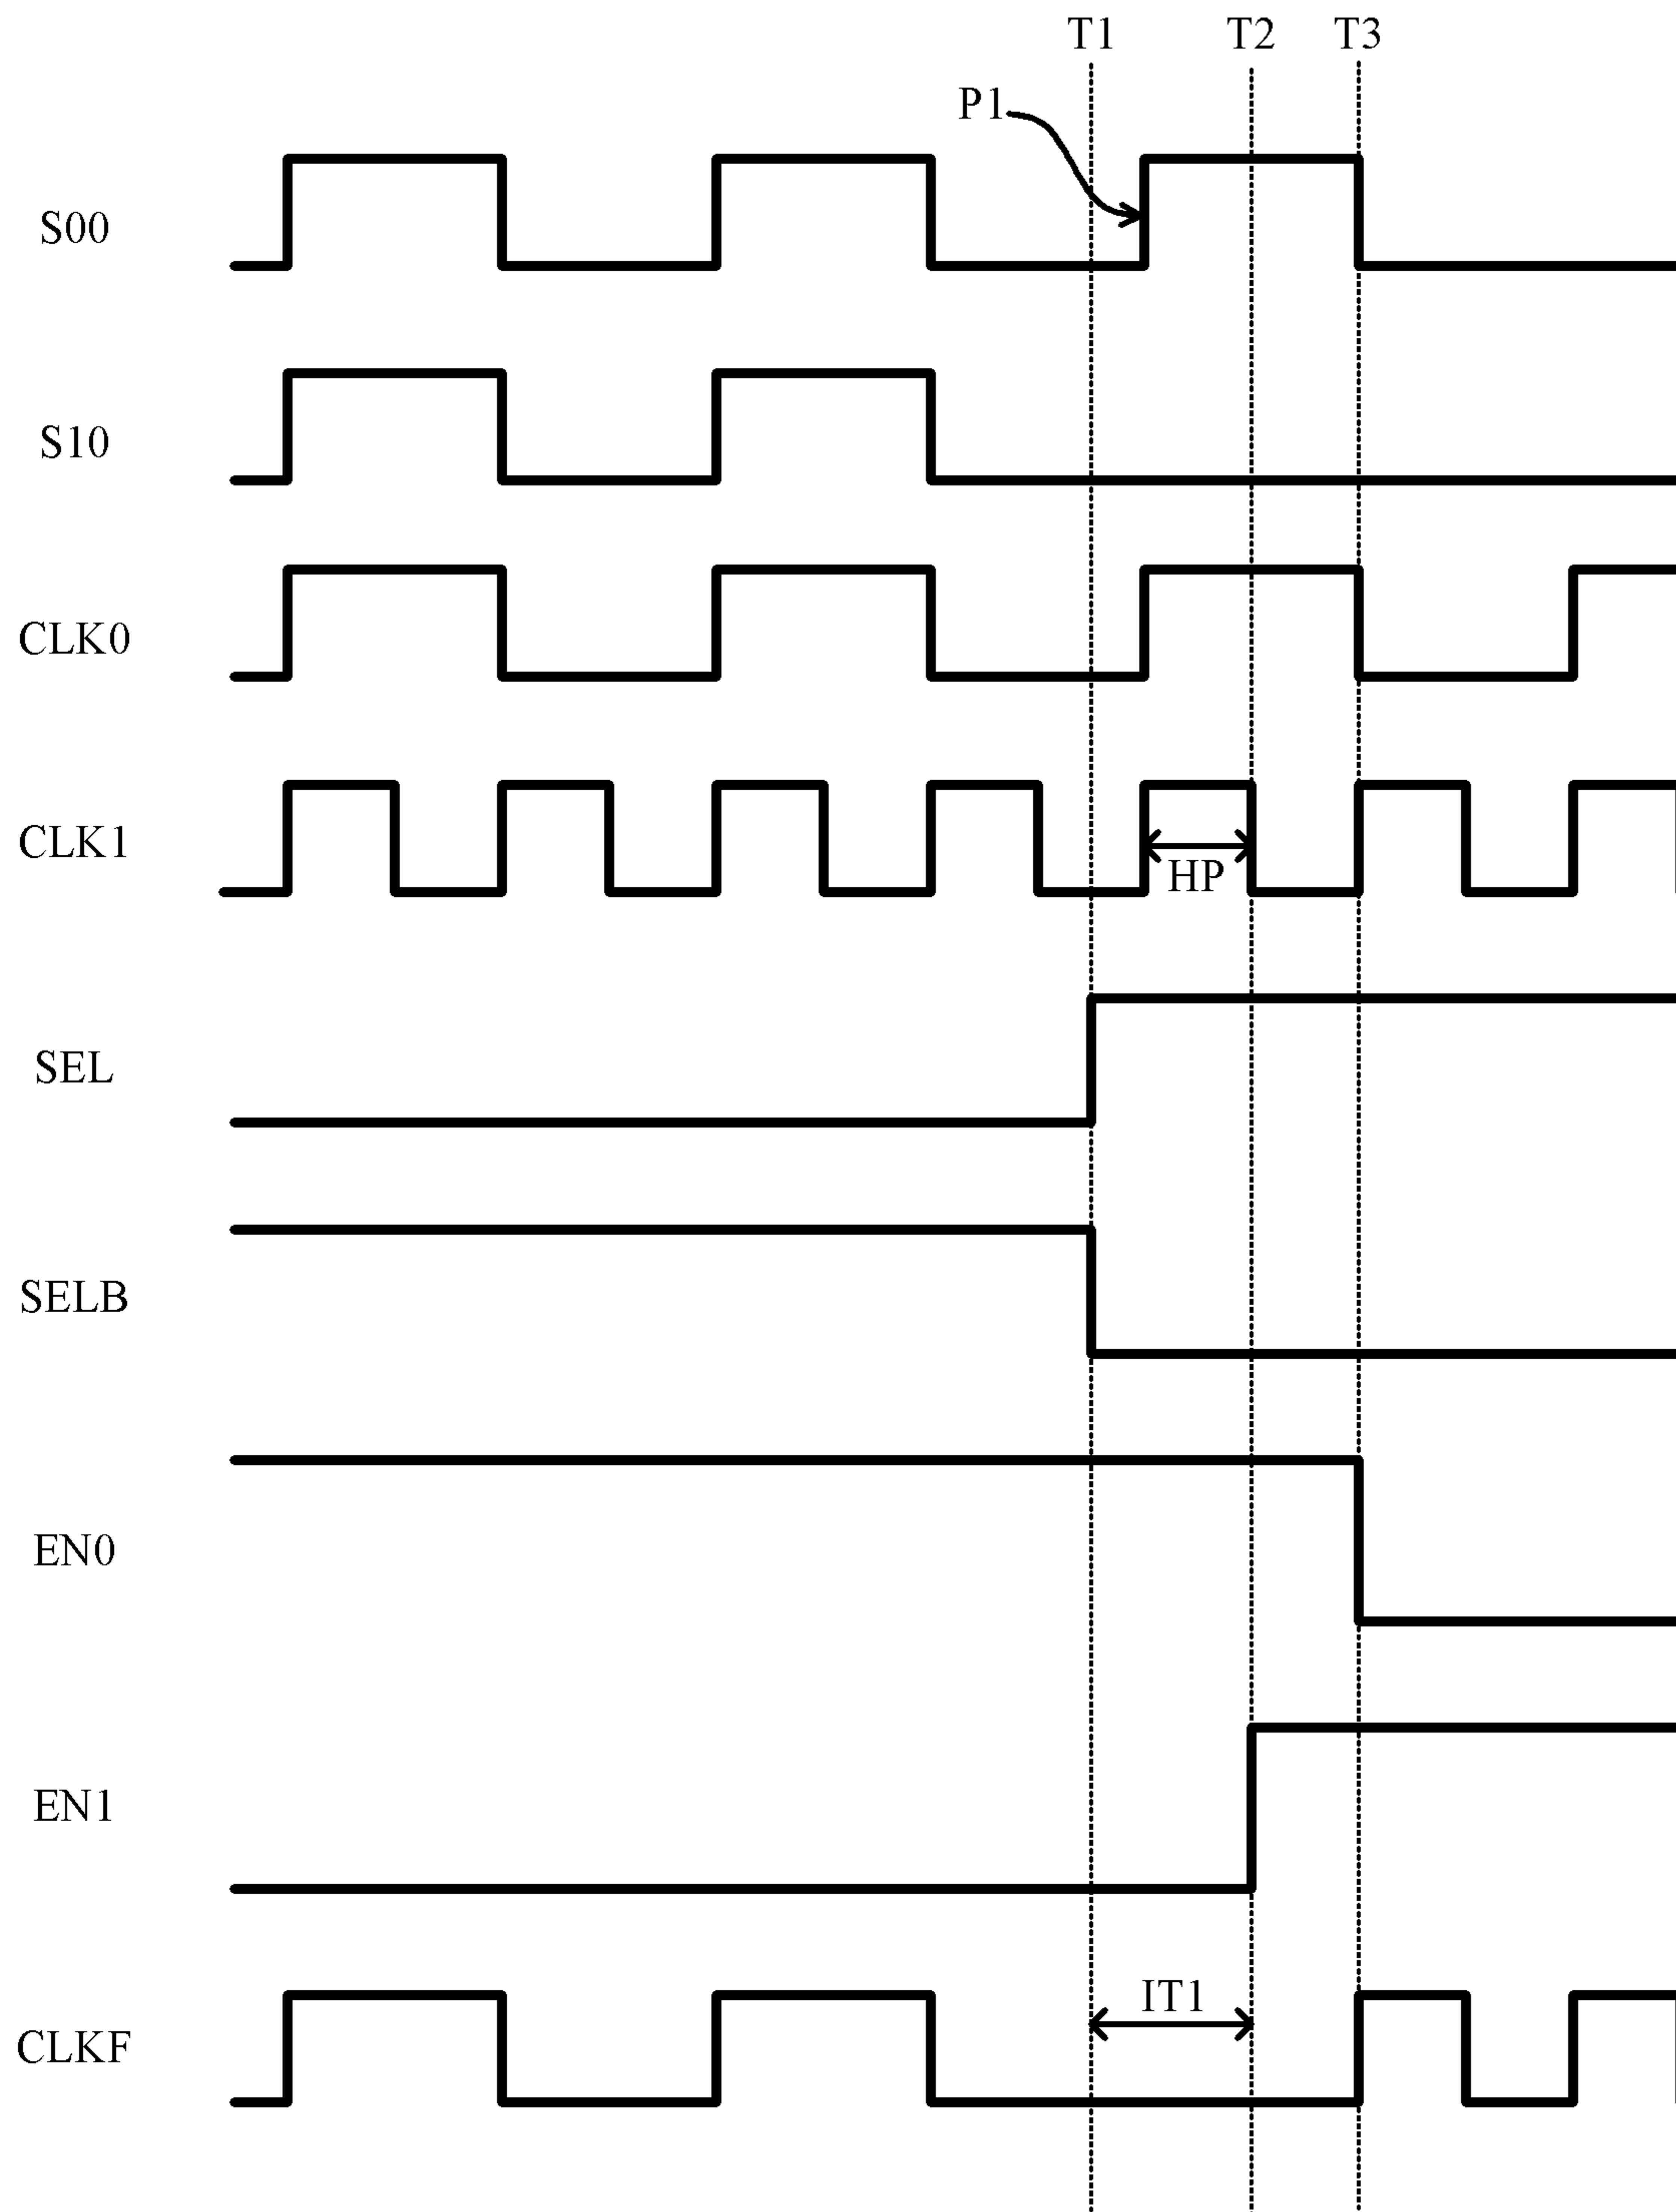 T1 T2 T3
P1
S00
S10
CLK0
CLK1
HP
SEL
SELB
EN0
EN1
IT1
CLKF